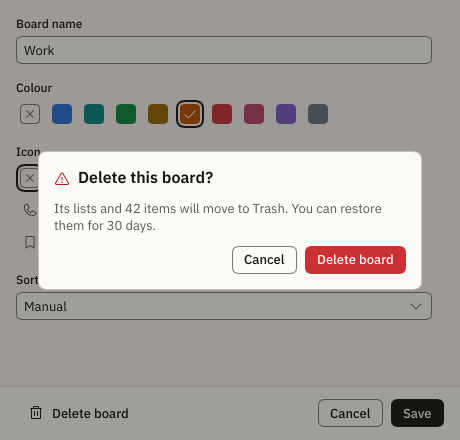 Board name
Work
Colour
Icon
Delete this board?
Its lists and 42 items will move to Trash. You can restore
them for 30 days.
Cancel
Delete board
Sort
Manual
Delete board
Cancel
Save